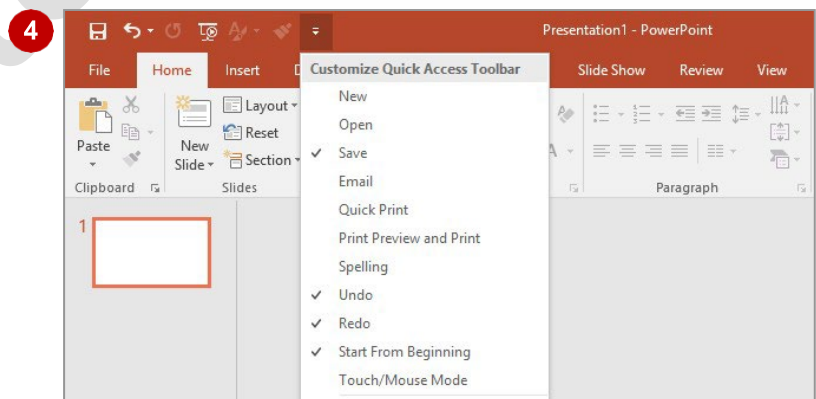 4
Presentation1 - PowerPoint
File Home Insert D Slide Show Review View
Customize Quick Access Toolbar
New
Open
Save
Email
Quick Print
Print Preview and Print
Spelling
Undo
Redo
Start From Beginning
Touch/Mouse Mode
Paste
New
Slide
Layout
Reset
Section
Clipboard Slides Paragraph
1